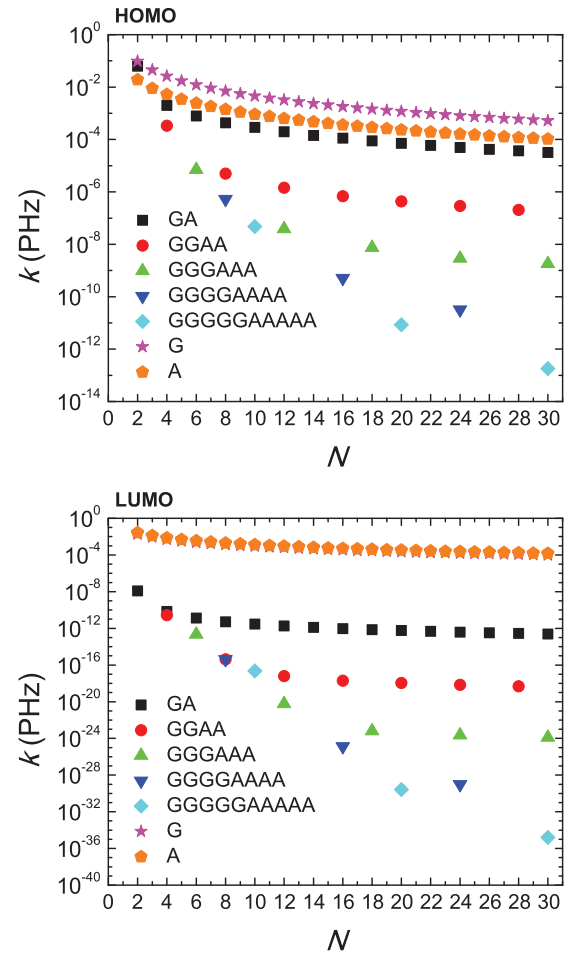 HOMO
10^0
10^-2
10^-4
10^-6
10^-8
10^-10
10^-12
10^-14
k (PHz)
GA
GGAA
GGGAAA
GGGGAAAA
GGGGGAAAAA
G
A
0 2 4 6 8 10 12 14 16 18 20 22 24 26 28 30
N
LUMO
10^0
10^-4
10^-8
10^-12
10^-16
10^-20
10^-24
10^-28
10^-32
10^-36
10^-40
k (PHz)
GA
GGAA
GGGAAA
GGGGAAAA
GGGGGAAAAA
G
A
0 2 4 6 8 10 12 14 16 18 20 22 24 26 28 30
N